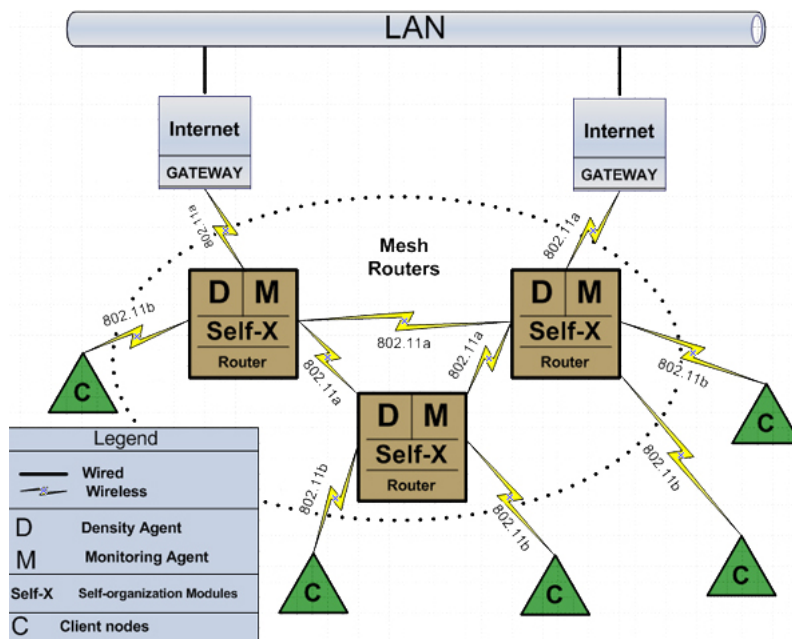 LAN
Internet
GATEWAY
Internet
GATEWAY
802.11a
802.11a
Mesh
Routers
D M
Self-X
Router
D M
Self-X
Router
802.11b
802.11a
802.11a
802.11a
802.11b
C
D M
Self-X
Router
C
802.11b
802.11b
802.11b
C
C
C
Legend
Wired
Wireless
D Density Agent
M Monitoring Agent
Self-X Self-organization Modules
C Client nodes